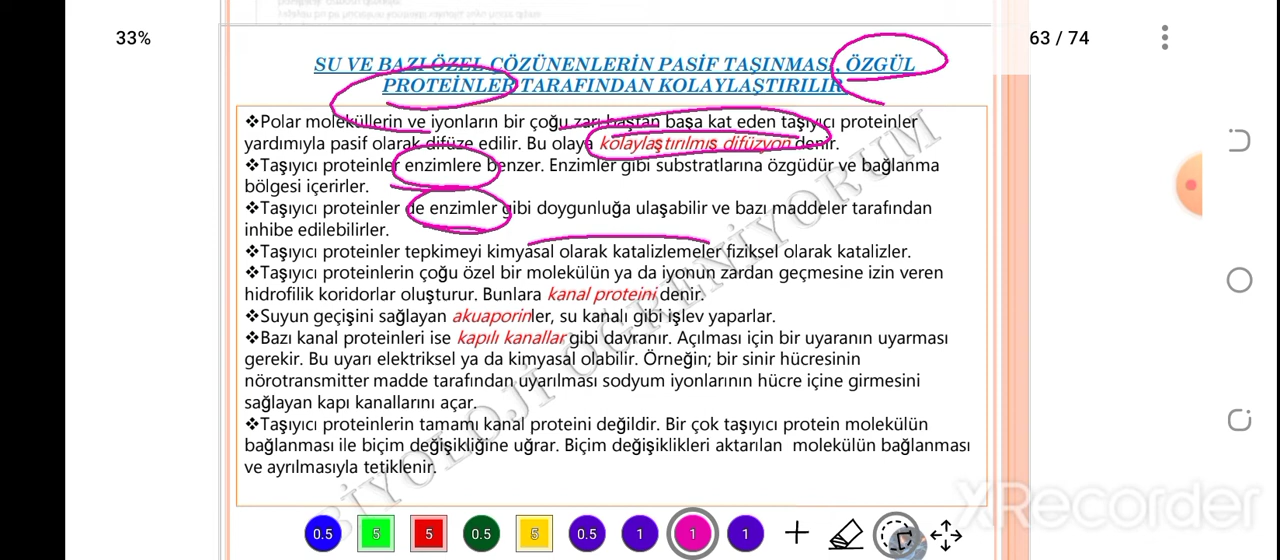 33%
63 / 74
SU VE BAZI ÖZEL ÇÖZÜNENLERİN PASİF TAŞINMASI, ÖZGÜL
PROTEİNLER TARAFINDAN KOLAYLAŞTIRILIR
❖Polar moleküllerin ve iyonların bir çoğu zarı baştan başa kat eden taşıyıcı proteinler
yardımıyla pasif olarak difüze edilir. Bu olaya kolaylaştırılmış difüzyon denir.
❖Taşıyıcı proteinler enzimlere benzer. Enzimler gibi substratlarına özgüdür ve bağlanma
bölgesi içerirler.
❖Taşıyıcı proteinler de enzimler gibi doygunluğa ulaşabilir ve bazı maddeler tarafından
inhibe edilebilirler.
❖Taşıyıcı proteinler tepkimeyi kimyasal olarak katalizlemeler fiziksel olarak katalizler.
❖Taşıyıcı proteinlerin çoğu özel bir molekülün ya da iyonun zardan geçmesine izin veren
hidrofilik koridorlar oluşturur. Bunlara kanal proteini denir.
❖Suyun geçişini sağlayan akuaporinler, su kanalı gibi işlev yaparlar.
❖Bazı kanal proteinleri ise kapılı kanallar gibi davranır. Açılması için bir uyaranın uyarması
gerekir. Bu uyarı elektriksel ya da kimyasal olabilir. Örneğin; bir sinir hücresinin
nörotransmitter madde tarafından uyarılması sodyum iyonlarının hücre içine girmesini
sağlayan kapı kanallarını açar.
❖Taşıyıcı proteinlerin tamamı kanal proteini değildir. Bir çok taşıyıcı protein molekülün
bağlanması ile biçim değişikliğine uğrar. Biçim değişiklikleri aktarılan molekülün bağlanması
ve ayrılmasıyla tetiklenir.
BİYOLOJİ ÖĞRENİYORUM
0.5 5 5 0.5 5 0.5 1 1 1
XRecorder